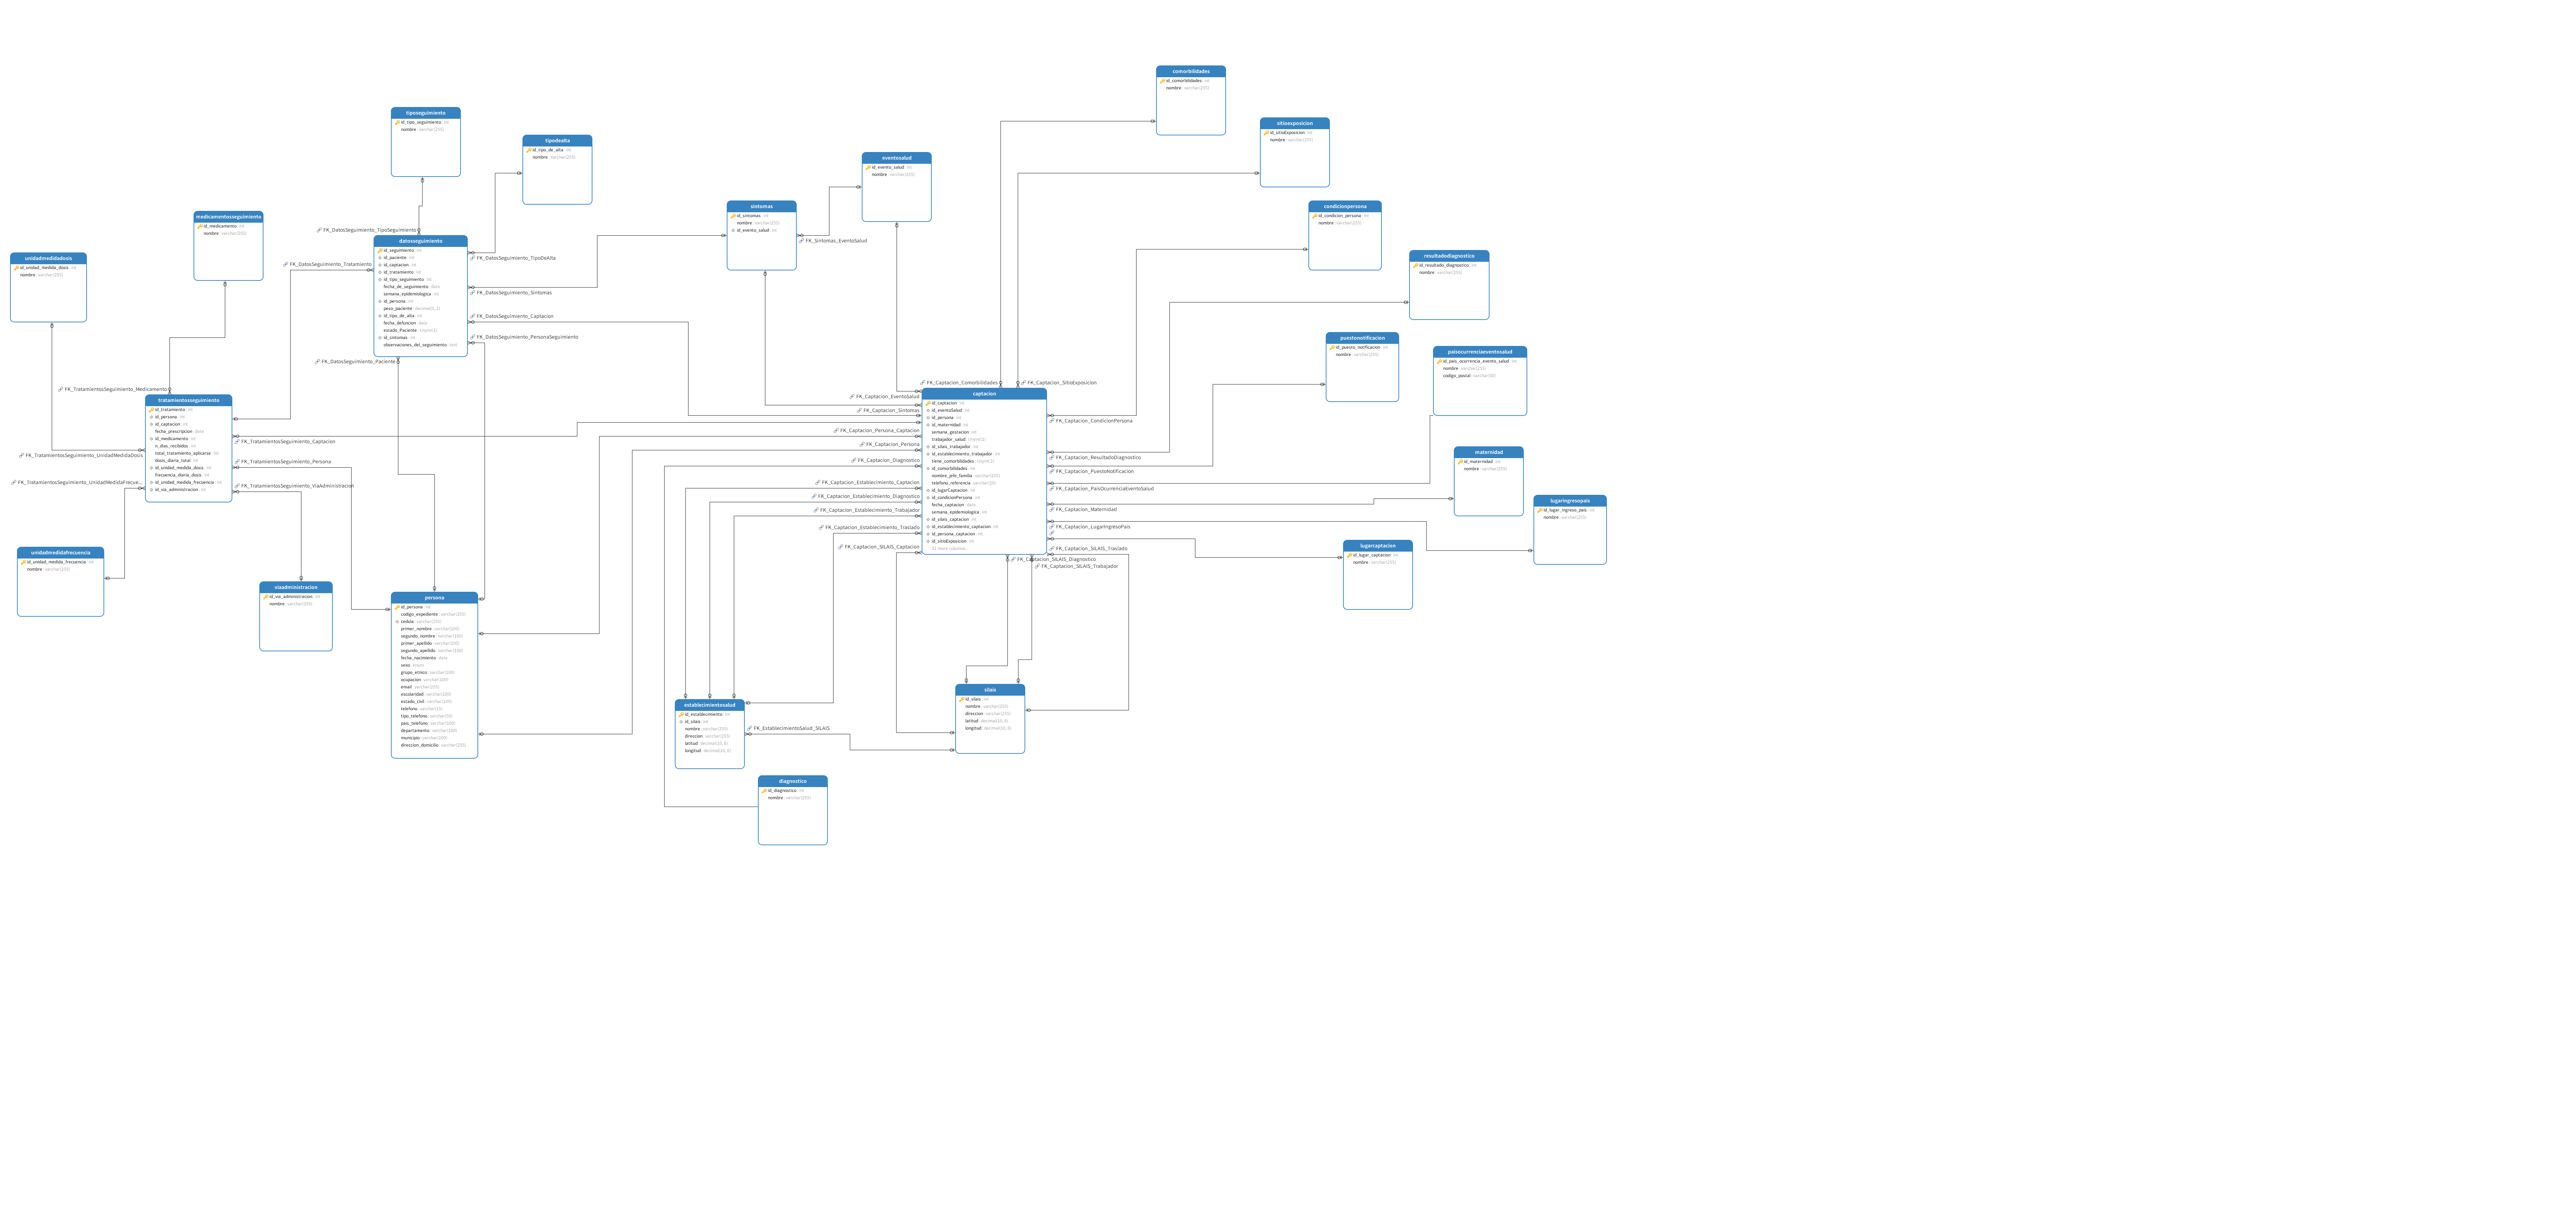 comorbilidades
id_comorbilidades : int
nombre : varchar(255)
tiposeguimiento
id_tipo_seguimiento : int
nombre : varchar(255)
sitioexposicion
id_sitioExposicion : int
nombre : varchar(255)
tipodealta
id_tipo_de_alta : int
nombre : varchar(255)
eventosalud
id_evento_salud : int
nombre : varchar(255)
sintomas
id_sintomas : int
nombre : varchar(255)
id_evento_salud : int
FK_Sintomas_EventoSalud
condicionpersona
id_condicion_persona : int
nombre : varchar(255)
medicamentosseguimiento
id_medicamento : int
nombre : varchar(255)
unidadmedidadosis
id_unidad_medida_dosis : int
nombre : varchar(255)
resultadodiagnostico
id_resultado_diagnostico : int
nombre : varchar(255)
FK_DatosSeguimiento_TipoSeguimiento
FK_DatosSeguimiento_Tratamiento
datosseguimiento
id_seguimiento : int
id_paciente : int
id_captacion : int
id_tratamiento : int
id_tipo_seguimiento : int
fecha_de_seguimiento : date
semana_epidemiologica : int
id_persona : int
peso_paciente : decimal(5, 2)
id_tipo_de_alta : int
fecha_defuncion : date
estado_Paciente : tinyint(1)
id_sintomas : int
observaciones_del_seguimiento : text
FK_DatosSeguimiento_TipoDeAlta
FK_DatosSeguimiento_Sintomas
FK_DatosSeguimiento_Captacion
FK_DatosSeguimiento_PersonaSeguimiento
FK_DatosSeguimiento_Paciente
puestonotificacion
id_puesto_notificacion : int
nombre : varchar(255)
paisocurrenciaeventosalud
id_pais_ocurrencia_evento_salud : int
nombre : varchar(255)
codigo_postal : varchar(50)
FK_TratamientosSeguimiento_Medicamento
tratamientosseguimiento
id_tratamiento : int
id_persona : int
id_captacion : int
fecha_prescripcion : date
id_medicamento : int
n_dias_recibidos : int
total_tratamiento_aplicarse : int
dosis_diaria_total : int
id_unidad_medida_dosis : int
frecuencia_diaria_dosis : int
id_unidad_medida_frecuencia : int
id_via_administracion : int
FK_TratamientosSeguimiento_Captacion
FK_TratamientosSeguimiento_UnidadMedidaDosis
FK_TratamientosSeguimiento_Persona
FK_TratamientosSeguimiento_UnidadMedidaFrecue...
FK_TratamientosSeguimiento_ViaAdministracion
FK_Captacion_Comorbilidades
FK_Captacion_SitioExposicion
FK_Captacion_EventoSalud
FK_Captacion_Sintomas
FK_Captacion_Persona_Captacion
FK_Captacion_Persona
FK_Captacion_Diagnostico
FK_Captacion_Establecimiento_Captacion
FK_Captacion_Establecimiento_Diagnostico
FK_Captacion_Establecimiento_Trabajador
FK_Captacion_Establecimiento_Traslado
FK_Captacion_SILAIS_Captacion
captacion
id_captacion : int
id_eventoSalud : int
id_persona : int
id_maternidad : int
semana_gestacion : int
trabajador_salud : tinyint(1)
id_silais_trabajador : int
id_establecimiento_trabajador : int
tiene_comorbilidades : tinyint(1)
id_comorbilidades : int
nombre_jefe_familia : varchar(255)
telefono_referencia : varchar(20)
id_lugarCaptacion : int
id_condicionPersona : int
fecha_captacion : date
semana_epidemiologica : int
id_silais_captacion : int
id_establecimiento_captacion : int
id_persona_captacion : int
id_sitioExposicion : int
FK_Captacion_CondicionPersona
FK_Captacion_ResultadoDiagnostico
FK_Captacion_PuestoNotificacion
FK_Captacion_PaisOcurrenciaEventoSalud
FK_Captacion_Maternidad
FK_Captacion_LugarIngresoPais
FK_Captacion_SILAIS_Traslado
FK_Captacion_SILAIS_Diagnostico
FK_Captacion_SILAIS_Trabajador
maternidad
id_maternidad : int
nombre : varchar(255)
lugaringresopais
id_lugar_ingreso_pais : int
nombre : varchar(255)
lugarcaptacion
id_lugar_captacion : int
nombre : varchar(255)
unidadmedidafrecuencia
id_unidad_medida_frecuencia : int
nombre : varchar(255)
viaadministracion
id_via_administracion : int
nombre : varchar(255)
persona
id_persona : int
codigo_expediente : varchar(255)
cedula : varchar(255)
primer_nombre : varchar(100)
segundo_nombre : varchar(100)
primer_apellido : varchar(100)
segundo_apellido : varchar(100)
fecha_nacimiento : date
sexo : enum
grupo_etnico : varchar(100)
ocupacion : varchar(100)
email : varchar(255)
escolaridad : varchar(100)
estado_civil : varchar(100)
telefono : varchar(15)
tipo_telefono : varchar(50)
pais_telefono : varchar(100)
departamento : varchar(100)
municipio : varchar(100)
direccion_domicilio : varchar(255)
establecimientosalud
id_establecimiento : int
id_silais : int
nombre : varchar(255)
direccion : varchar(255)
latitud : decimal(10, 6)
longitud : decimal(10, 6)
FK_EstablecimientoSalud_SILAIS
silais
id_silais : int
nombre : varchar(255)
direccion : varchar(255)
latitud : decimal(10, 6)
longitud : decimal(10, 6)
diagnostico
id_diagnostico : int
nombre : varchar(255)